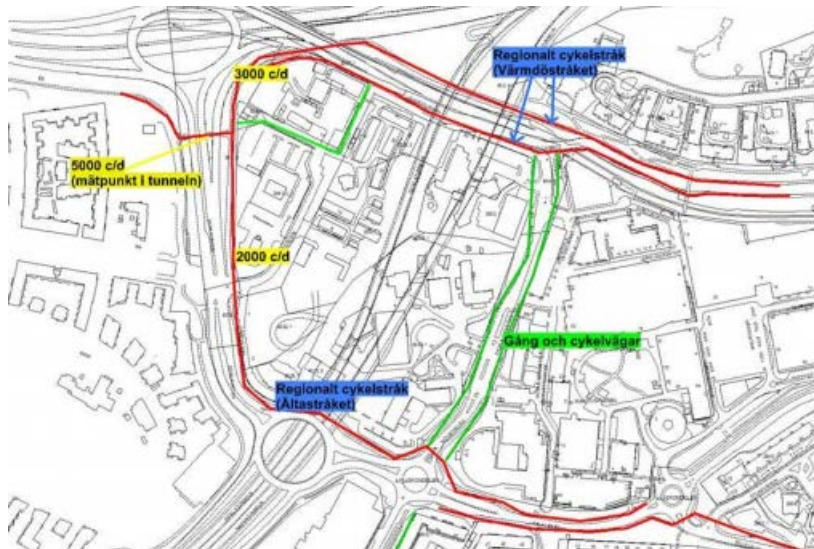 Regionalt cykelstråk
(Värmdöstråket)
3000 c/d
5000 c/d
(mätpunkt i tunneln)
2000 c/d
Gång och cykelvägar
Regionalt cykelstråk
(Ältastråket)